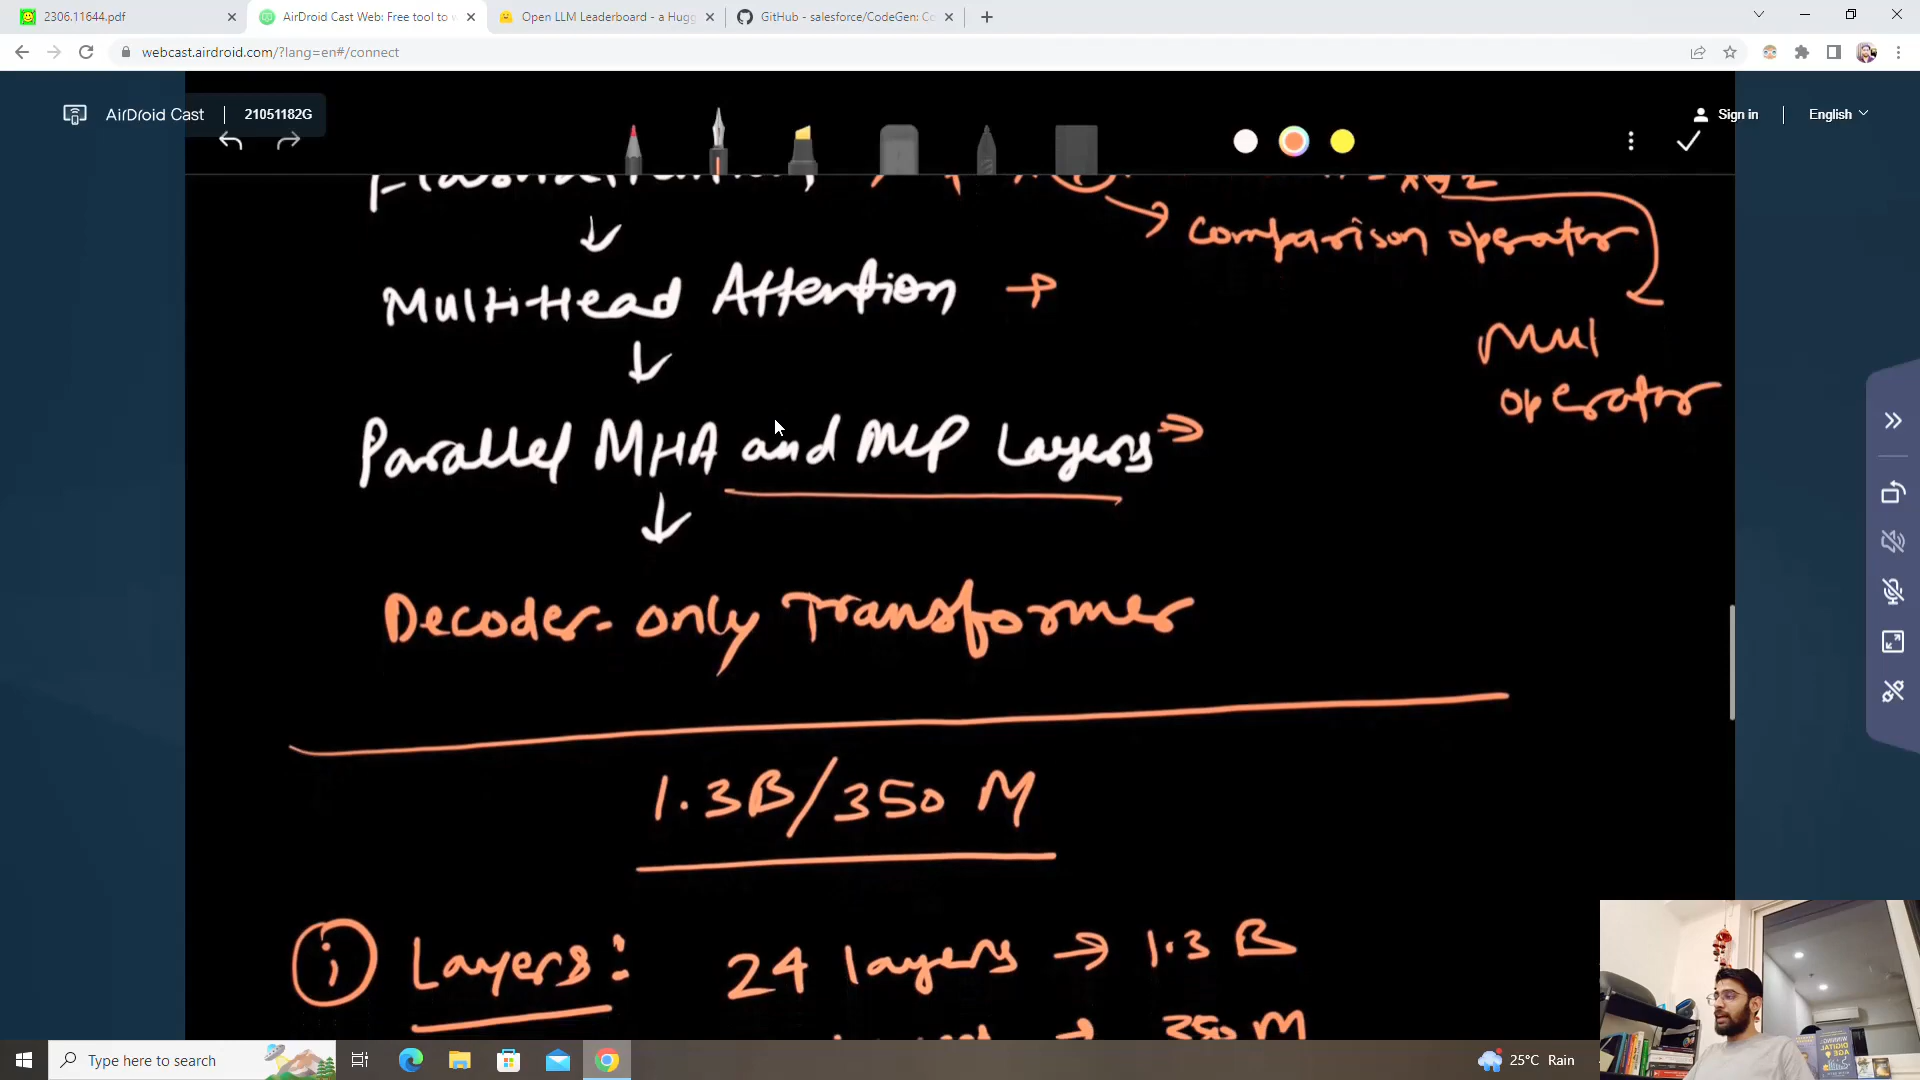 2306.11644.pdf
AirDroid Cast Web: Free tool to
Open LLM Leaderboard - a Hugg
GitHub - salesforce/CodeGen: Co
webcast.airdroid.com/?lang=en#/connect
AirDroid Cast
21051182G
Sign in
English
Comparison operator
MultiHead Attention →
Mul
operator
Parallel MHA and MLP Layers →
Decoder-only Transformer
1.3B/350 M
i Layers: 24 layers → 1.3 B
→ 350 M
Type here to search
25°C Rain